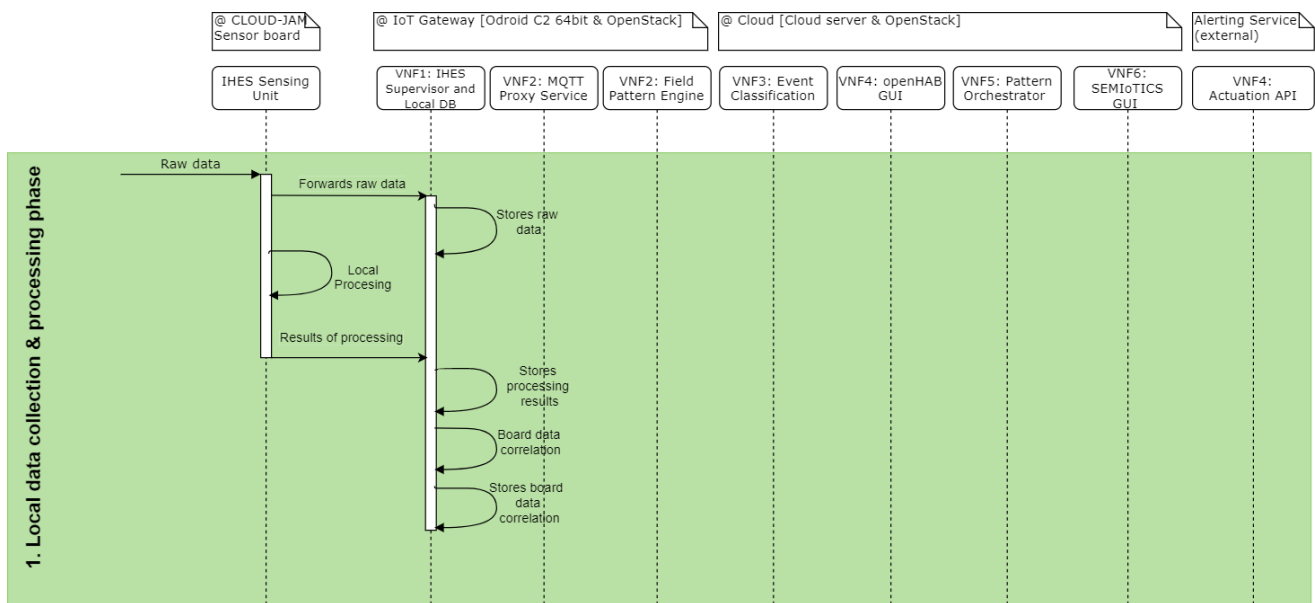 @ CLOUD-JAM
Sensor board
@ IoT Gateway [Odroid C2 64bit & OpenStack]
@ Cloud [Cloud server & OpenStack]
Alerting Service
(external)
IHES Sensing
Unit
VNF1: IHES
Supervisor and
Local DB
VNF2: MQTT
Proxy Service
VNF2: Field
Pattern Engine
VNF3: Event
Classification
VNF4: openHAB
GUI
VNF5: Pattern
Orchestrator
VNF6:
SEMIoTICS
GUI
VNF4:
Actuation API
1. Local data collection & processing phase
Raw data
Forwards raw data
Stores raw
data
Local
Procesing
Results of processing
Stores
processing
results
Board data
correlation
Stores board
data
correlation